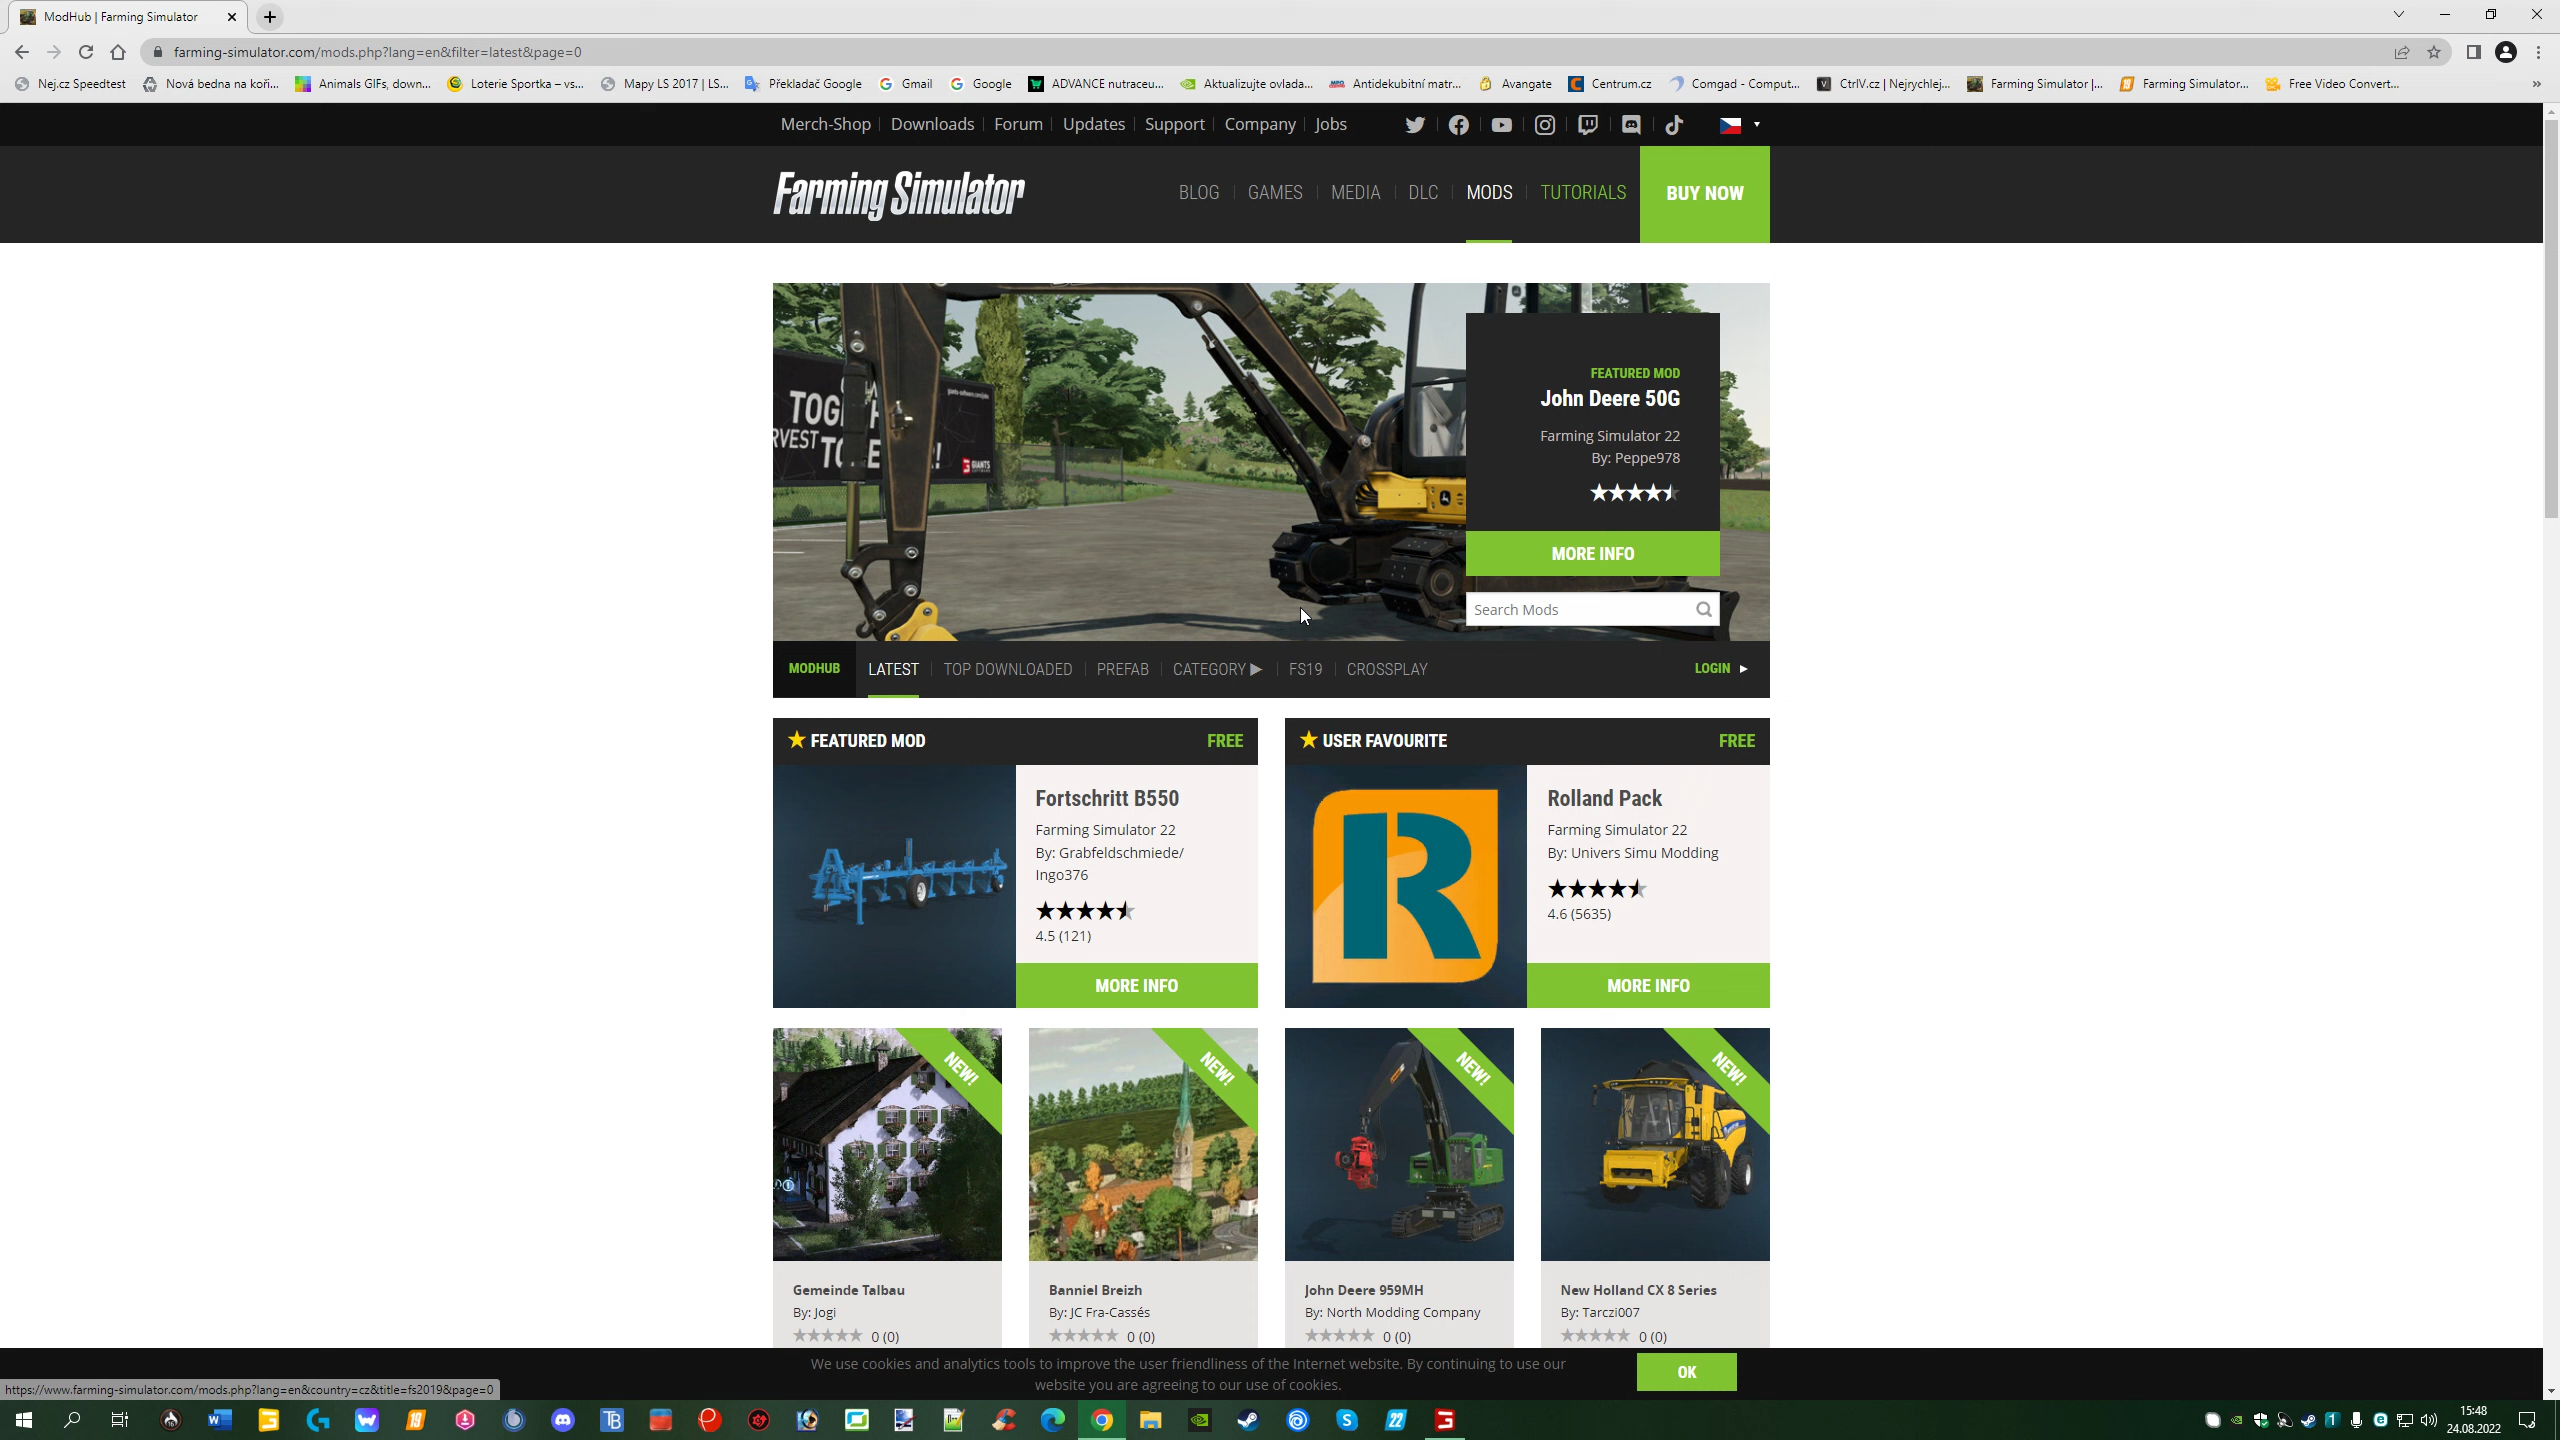 ModHub | Farming Simulator
farming-simulator.com/mods.php?lang=en&filter=latest&page=0
Nej.cz Speedtest
Nová bedna na koři...
Animals GIFs, down...
Loterie Sportka – vs...
Mapy LS 2017 | LS...
Překladač Google
Gmail
Google
ADVANCE nutraceu...
Aktualizujte ovlada...
Antidekubitní matr...
Avangate
Centrum.cz
Comgad - Comput...
CtrlV.cz | Nejrychlej...
Farming Simulator |...
Farming Simulator...
Free Video Convert...
»
Merch-Shop
Downloads
Forum
Updates
Support
Company
Jobs
Farming Simulator
BLOG
GAMES
MEDIA
DLC
MODS
TUTORIALS
BUY NOW
GIANTS
FEATURED MOD
John Deere 50G
Farming Simulator 22
By: Peppe978
MORE INFO
Search Mods
MODHUB
LATEST
TOP DOWNLOADED
PREFAB
CATEGORY
FS19
CROSSPLAY
LOGIN
FEATURED MOD
FREE
Fortschritt B550
Farming Simulator 22
By: Grabfeldschmiede/
Ingo376
4.5 (121)
MORE INFO
USER FAVOURITE
FREE
R
Rolland Pack
Farming Simulator 22
By: Univers Simu Modding
4.6 (5635)
MORE INFO
NEW!
NEW!
NEW!
NEW!
Gemeinde Talbau
By: Jogi
0 (0)
Banniel Breizh
By: JC Fra-Cassés
0 (0)
John Deere 959MH
By: North Modding Company
0 (0)
New Holland CX 8 Series
By: Tarczi007
0 (0)
We use cookies and analytics tools to improve the user friendliness of the Internet website. By continuing to use our
website you are agreeing to our use of cookies.
OK
https://www.farming-simulator.com/mods.php?lang=en&country=cz&title=fs2019&page=0
15:48
24.08.2022